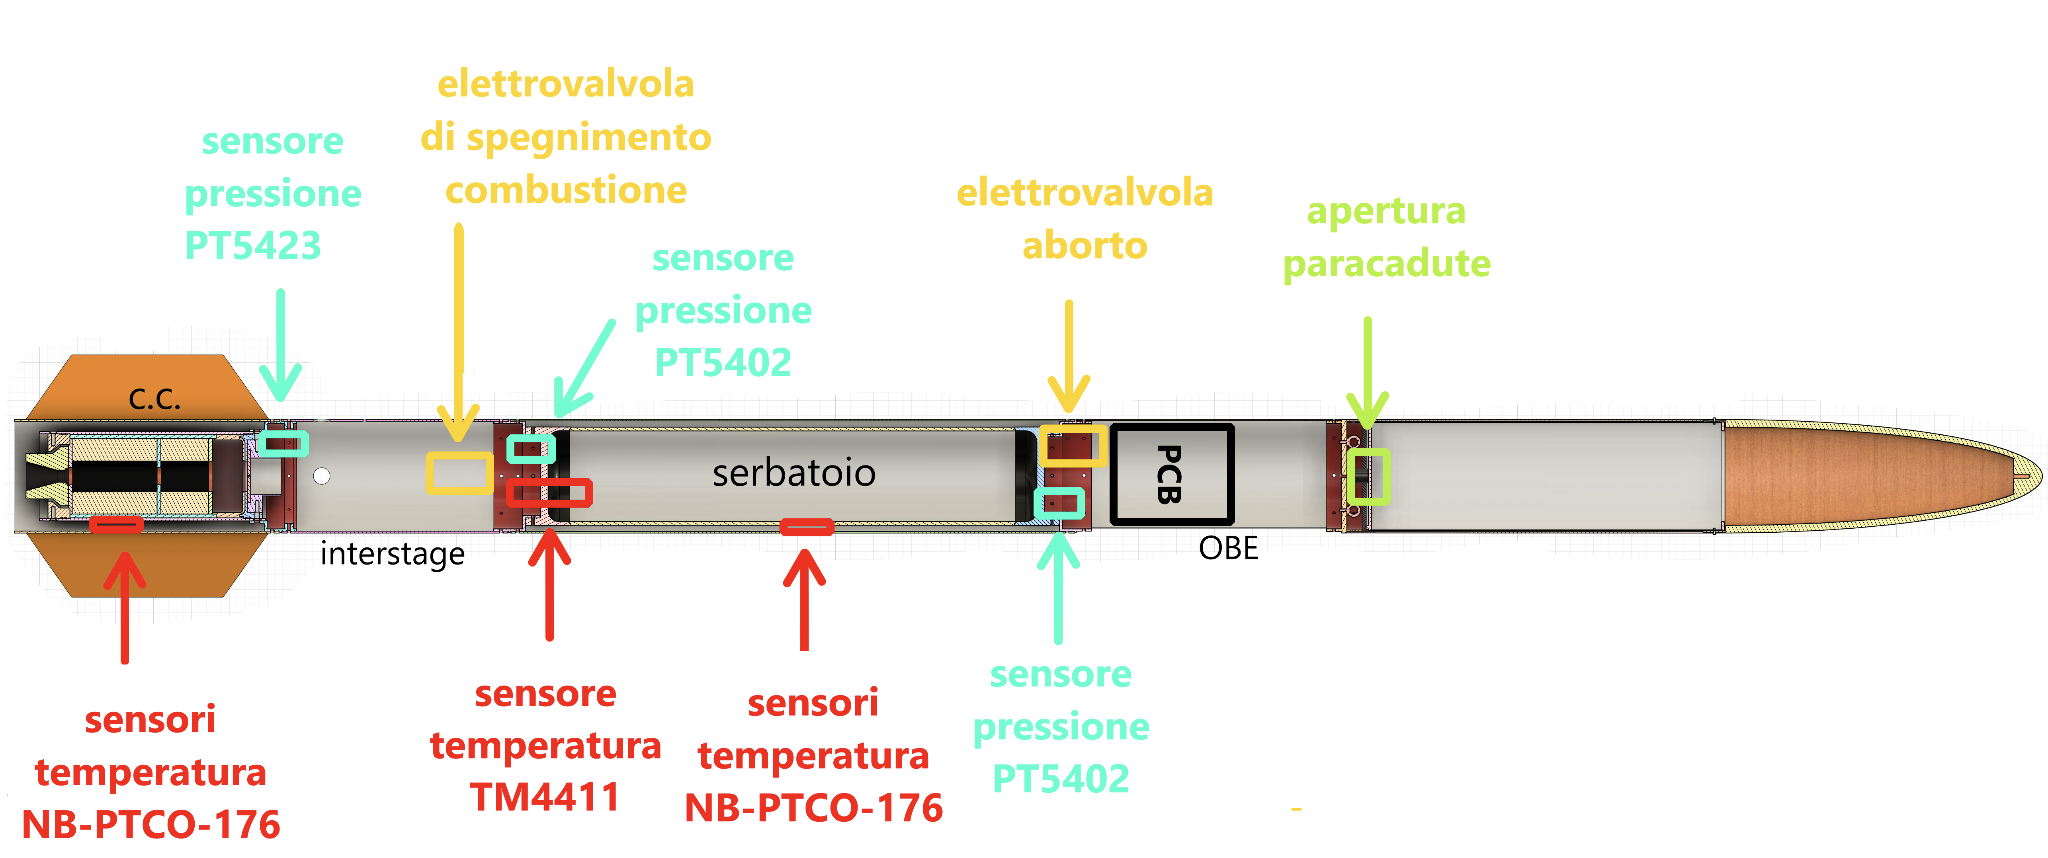 elettrovalvola
di spegnimento
combustione
sensore
pressione
PT5423
sensore
pressione
PT5402
elettrovalvola
aborto
apertura
paracadute
c.c.
interstage
serbatoio
PCB
OBE
sensori
temperatura
NB-PTCO-176
sensore
temperatura
TM4411
sensori
temperatura
NB-PTCO-176
sensore
pressione
PT5402